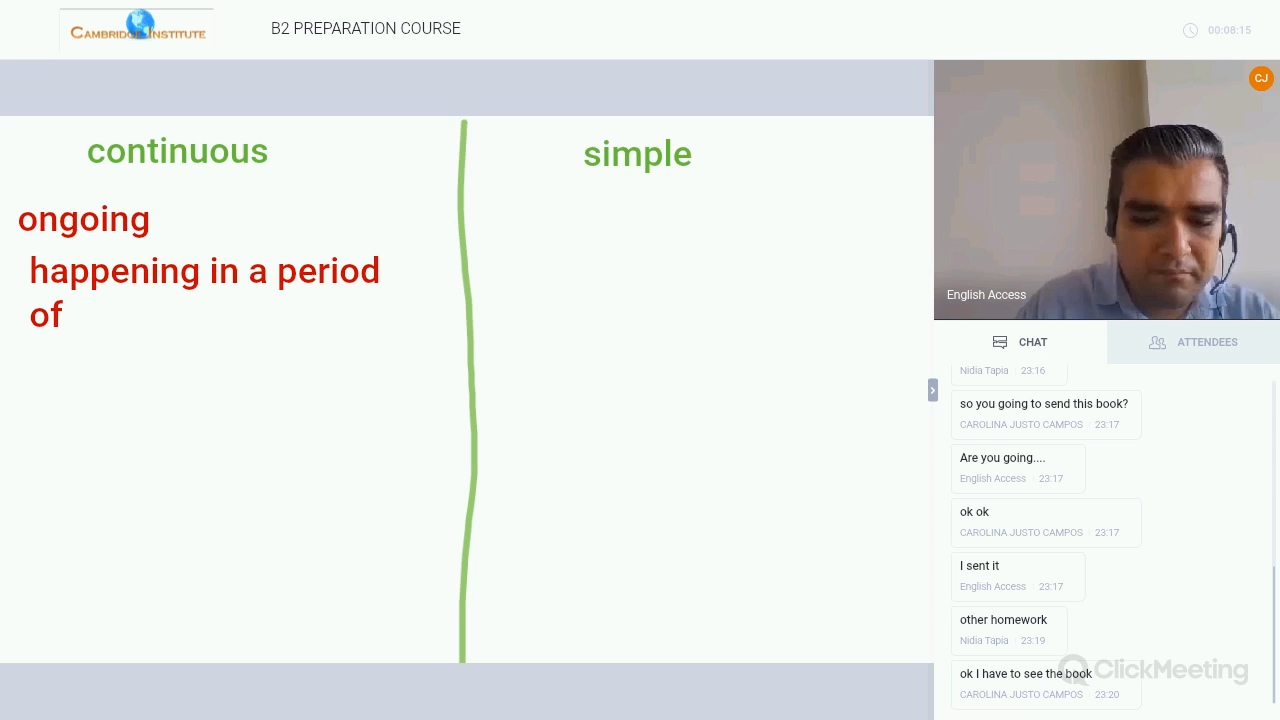 CAMBRIDGE INSTITUTE
B2 PREPARATION COURSE
00:08:15
continuous
simple
ongoing
happening in a period
of
CJ
English Access
CHAT
ATTENDEES
Nidia Tapia 23:16
so you going to send this book?
CAROLINA JUSTO CAMPOS 23:17
Are you going....
English Access 23:17
ok ok
CAROLINA JUSTO CAMPOS 23:17
I sent it
English Access 23:17
other homework
Nidia Tapia 23:19
ok I have to see the book
CAROLINA JUSTO CAMPOS 23:20
ClickMeeting